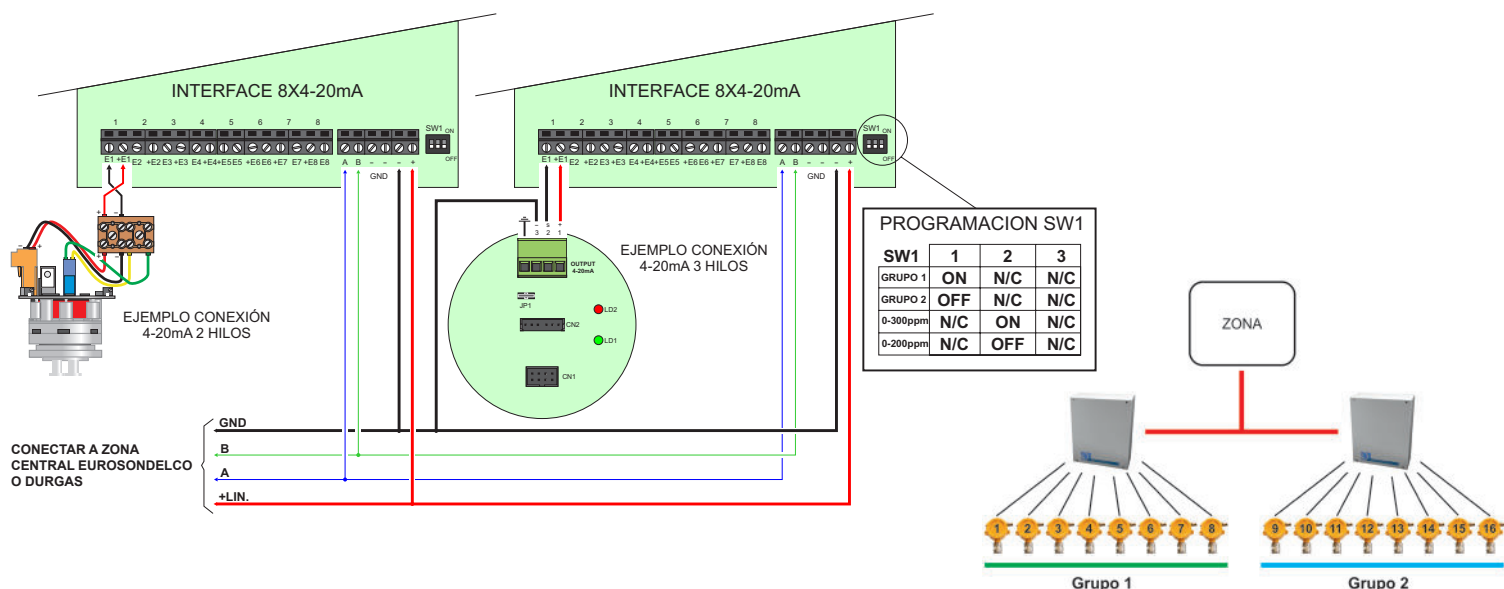 INTERFACE 8X4-20mA
1 2 3 4 5 6 7 8
SW1 ON
OFF
E1 +E1 E2 +E2 E3 +E3 E4 +E4 +E5 E5 +E6 E6 +E7 E7 +E8 E8
A B - - - +
GND
+ -
- +
EJEMPLO CONEXIÓN
4-20mA 2 HILOS
INTERFACE 8X4-20mA
1 2 3 4 5 6 7 8
SW1 ON
OFF
E1 +E1 E2 +E2 E3 +E3 E4 +E4 +E5 E5 +E6 E6 +E7 E7 +E8 E8
A B - - - +
GND
- S +
3 2 1
OUTPUT
4-20mA
JP1
LD2
CN2
LD1
CN1
EJEMPLO CONEXIÓN
4-20mA 3 HILOS
PROGRAMACION SW1
SW1 1 2 3
GRUPO 1 ON N/C N/C
GRUPO 2 OFF N/C N/C
0-300ppm N/C ON N/C
0-200ppm N/C OFF N/C
CONECTAR A ZONA
CENTRAL EUROSONDELCO
O DURGAS
GND
B
A
+LIN.
ZONA
1 2 3 4 5 6 7 8
Grupo 1
9 10 11 12 13 14 15 16
Grupo 2